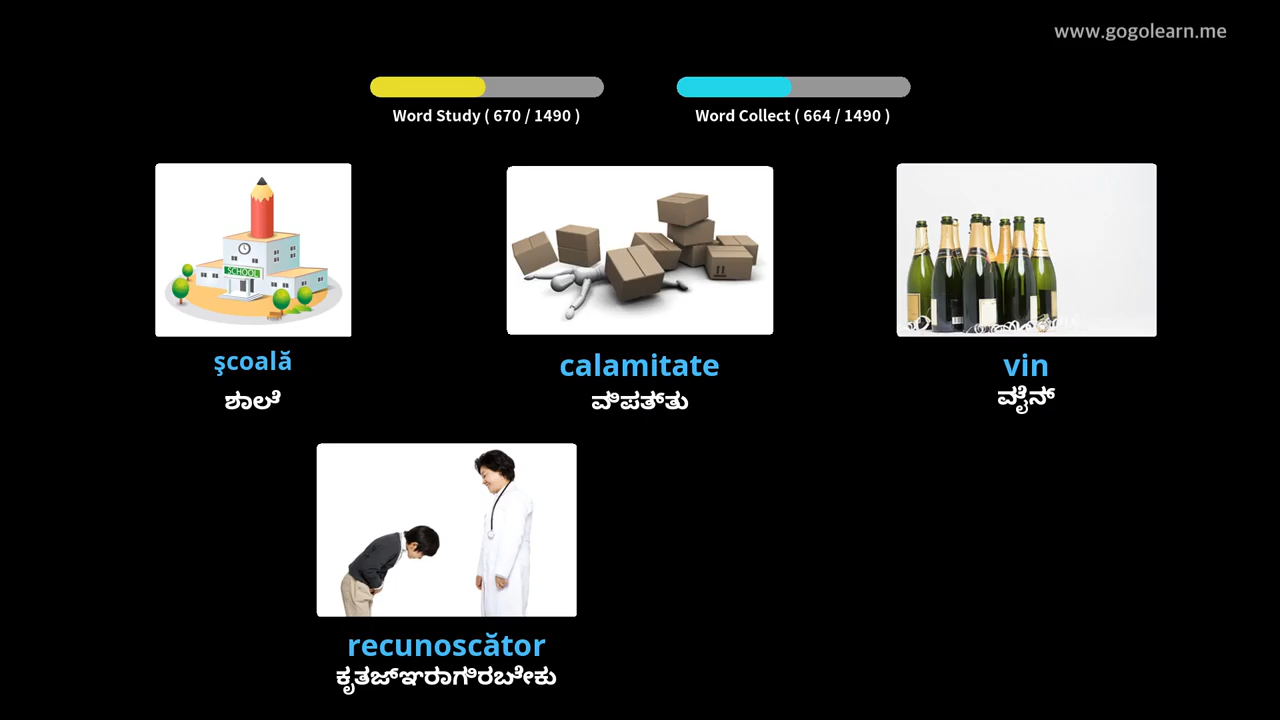 www.gogolearn.me
Word Study ( 670 / 1490 )
Word Collect ( 664 / 1490 )
SCHOOL
şcoală
ಶಾಲೆ
calamitate
ವಿಪತ್ತು
vin
ವೈನ್
recunoscător
ಕೃತಜ್ಞರಾಗಿರಬೇಕು